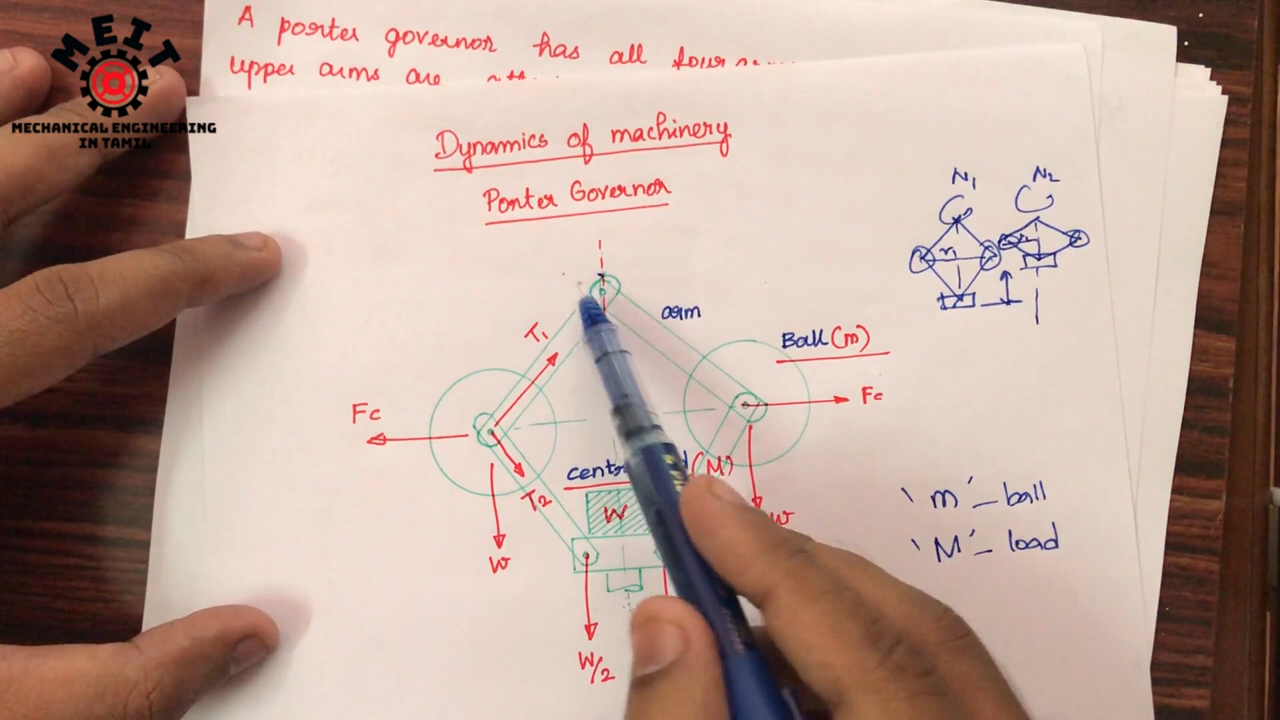 MEIT
MECHANICAL ENGINEERING
IN TAMIL
A porter governor has all four
upper arms are
Dynamics of machinery
Porter Governor
N1
N2
r1
T1
arm
Ball (m)
Fc
Fc
T2
(M)
W
w
w
W/2
'm' - ball
'M' - load